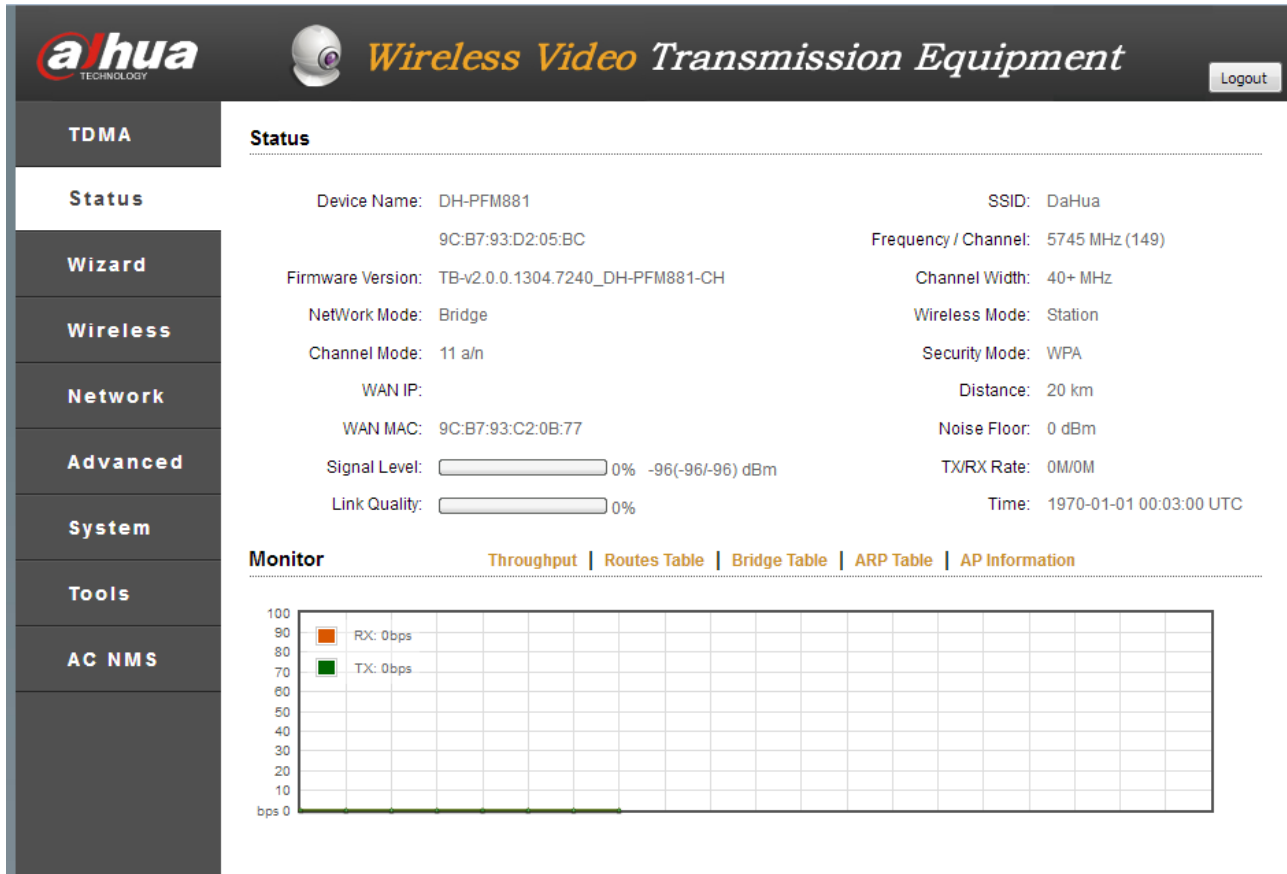 alhua
TECHNOLOGY
Wireless Video Transmission Equipment
Logout
TDMA
Status
Wizard
Wireless
Network
Advanced
System
Tools
AC NMS
Status
Device Name: DH-PFM881
SSID: DaHua
9C:B7:93:D2:05:BC
Frequency / Channel: 5745 MHz (149)
Firmware Version: TB-v2.0.0.1304.7240_DH-PFM881-CH
Channel Width: 40+ MHz
NetWork Mode: Bridge
Wireless Mode: Station
Channel Mode: 11 a/n
Security Mode: WPA
WAN IP:
Distance: 20 km
WAN MAC: 9C:B7:93:C2:0B:77
Noise Floor: 0 dBm
Signal Level: 0% -96(-96/-96) dBm
TX/RX Rate: 0M/0M
Link Quality: 0%
Time: 1970-01-01 00:03:00 UTC
Monitor
Throughput | Routes Table | Bridge Table | ARP Table | AP Information
100
90
80
70
60
50
40
30
20
10
bps 0
RX: 0bps
TX: 0bps